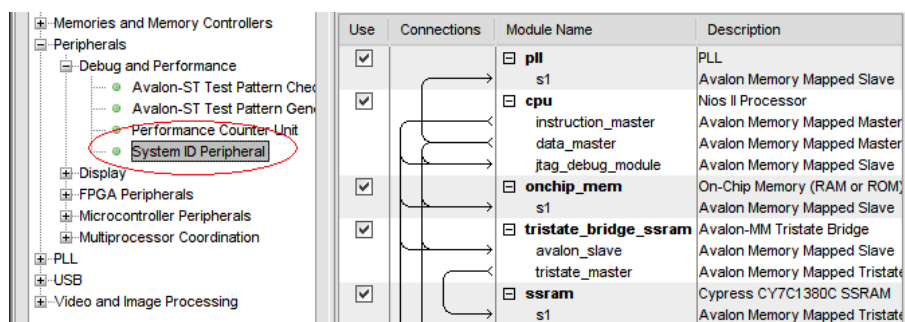 Memories and Memory Controllers
Peripherals
Debug and Performance
Avalon-ST Test Pattern Chec
Avalon-ST Test Pattern Gene
Performance Counter Unit
System ID Peripheral
Display
FPGA Peripherals
Microcontroller Peripherals
Multiprocessor Coordination
PLL
USB
Video and Image Processing
Use Connections Module Name Description
pll PLL
s1 Avalon Memory Mapped Slave
cpu Nios II Processor
instruction_master Avalon Memory Mapped Master
data_master Avalon Memory Mapped Master
jtag_debug_module Avalon Memory Mapped Slave
onchip_mem On-Chip Memory (RAM or ROM)
s1 Avalon Memory Mapped Slave
tristate_bridge_ssram Avalon-MM Tristate Bridge
avalon_slave Avalon Memory Mapped Slave
tristate_master Avalon Memory Mapped Tristate
ssram Cypress CY7C1380C SSRAM
s1 Avalon Memory Mapped Tristate